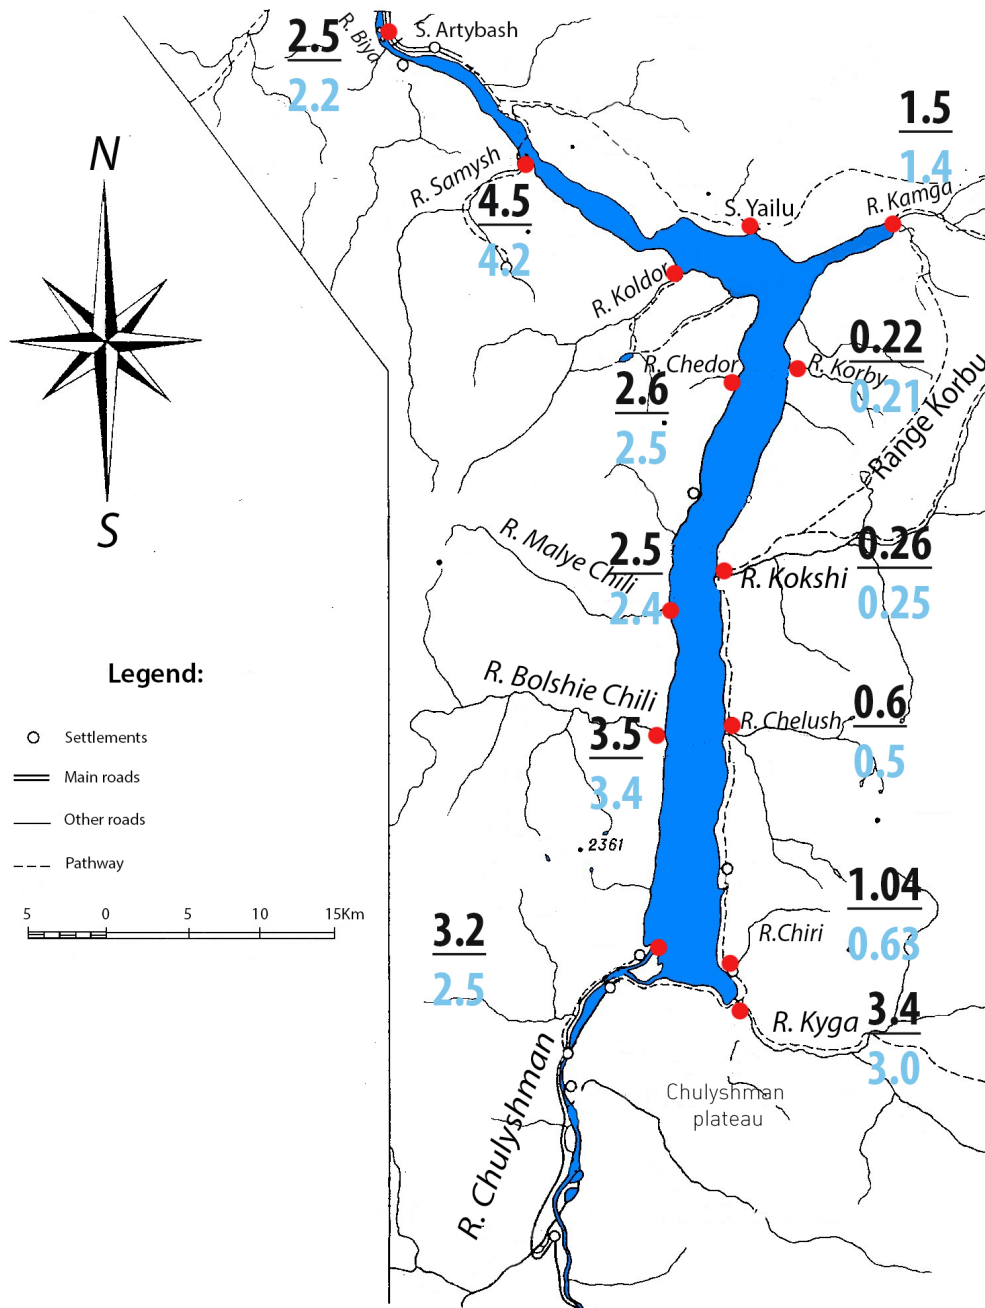 R. Biya
S. Artybash
2.5
2.2
N
R. Samysh
4.5
4.2
1.5
1.4
S. Yailu
R. Kamga
R. Koldor
R. Chedor
2.6
2.5
0.22
R. Korby
0.21
Range Korbu
S
R. Malye Chili
2.5
2.4
0.26
R. Kokshi
0.25
R. Bolshie Chili
3.5
3.4
0.6
R. Chelush
0.5
Legend:
Settlements
Main roads
Other roads
Pathway
5 0 5 10 15Km
2361
1.04
R.Chiri
0.63
3.2
2.5
R. Kyga
3.4
3.0
R. Chulyshman
Chulyshman
plateau